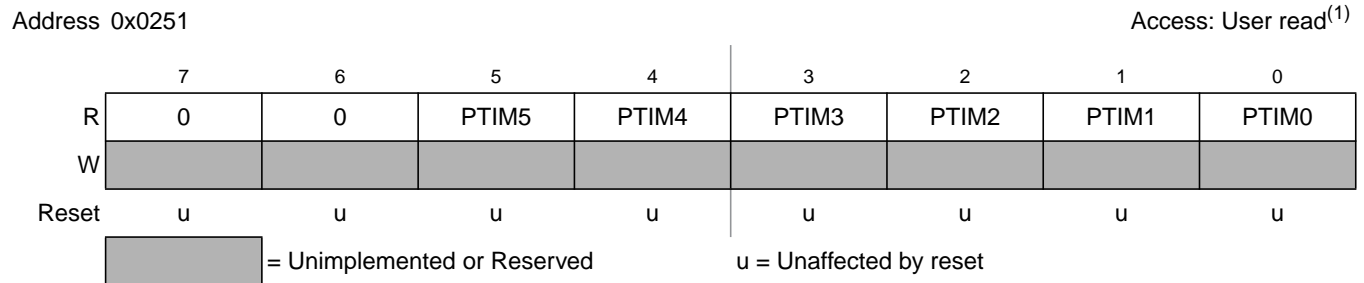 Address 0x0251 Access: User read(1)
7 6 5 4 3 2 1 0
R 0 0 PTIM5 PTIM4 PTIM3 PTIM2 PTIM1 PTIM0
W
Reset u u u u u u u u
= Unimplemented or Reserved u = Unaffected by reset